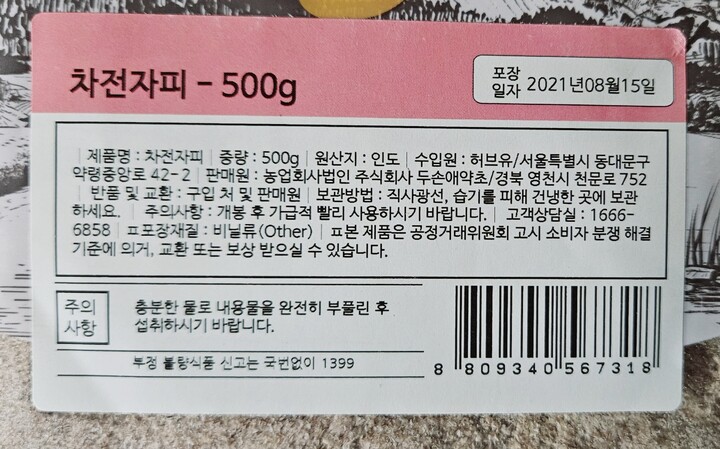 차전자피 - 500g
포장
일자 2021년08월15일
제품명 : 차전자피 | 중량 : 500g | 원산지 : 인도 | 수입원 : 허브유/서울특별시 동대문구
약령중앙로 42-2 | 판매원 : 농업회사법인 주식회사 두손애약초/경북 영천시 천문로 752
| 반품 및 교환 : 구입 처 및 판매원 | 보관방법 : 직사광선, 습기를 피해 건냉한 곳에 보관
하세요. | 주의사항 : 개봉 후 가급적 빨리 사용하시기 바랍니다. | 고객상담실 : 1666-
6858 | ㅍ포장재질 : 비닐류(Other) | ㅍ본 제품은 공정거래위원회 고시 소비자 분쟁 해결
기준에 의거, 교환 또는 보상 받으실 수 있습니다.
주의
사항
충분한 물로 내용물을 완전히 부풀린 후
섭취하시기 바랍니다.
부정 불량식품 신고는 국번없이 1399
8 809340 567318